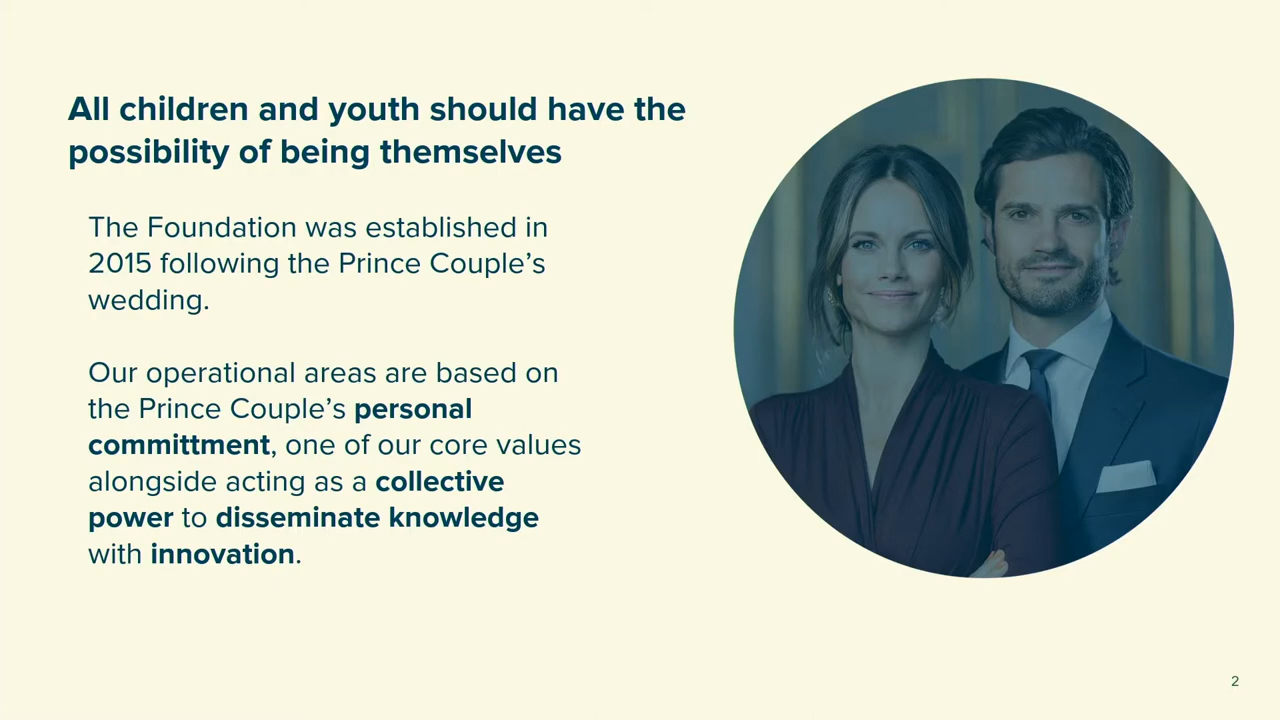 All children and youth should have the
possibility of being themselves
The Foundation was established in
2015 following the Prince Couple’s
wedding.
Our operational areas are based on
the Prince Couple’s personal
committment, one of our core values
alongside acting as a collective
power to disseminate knowledge
with innovation.
2